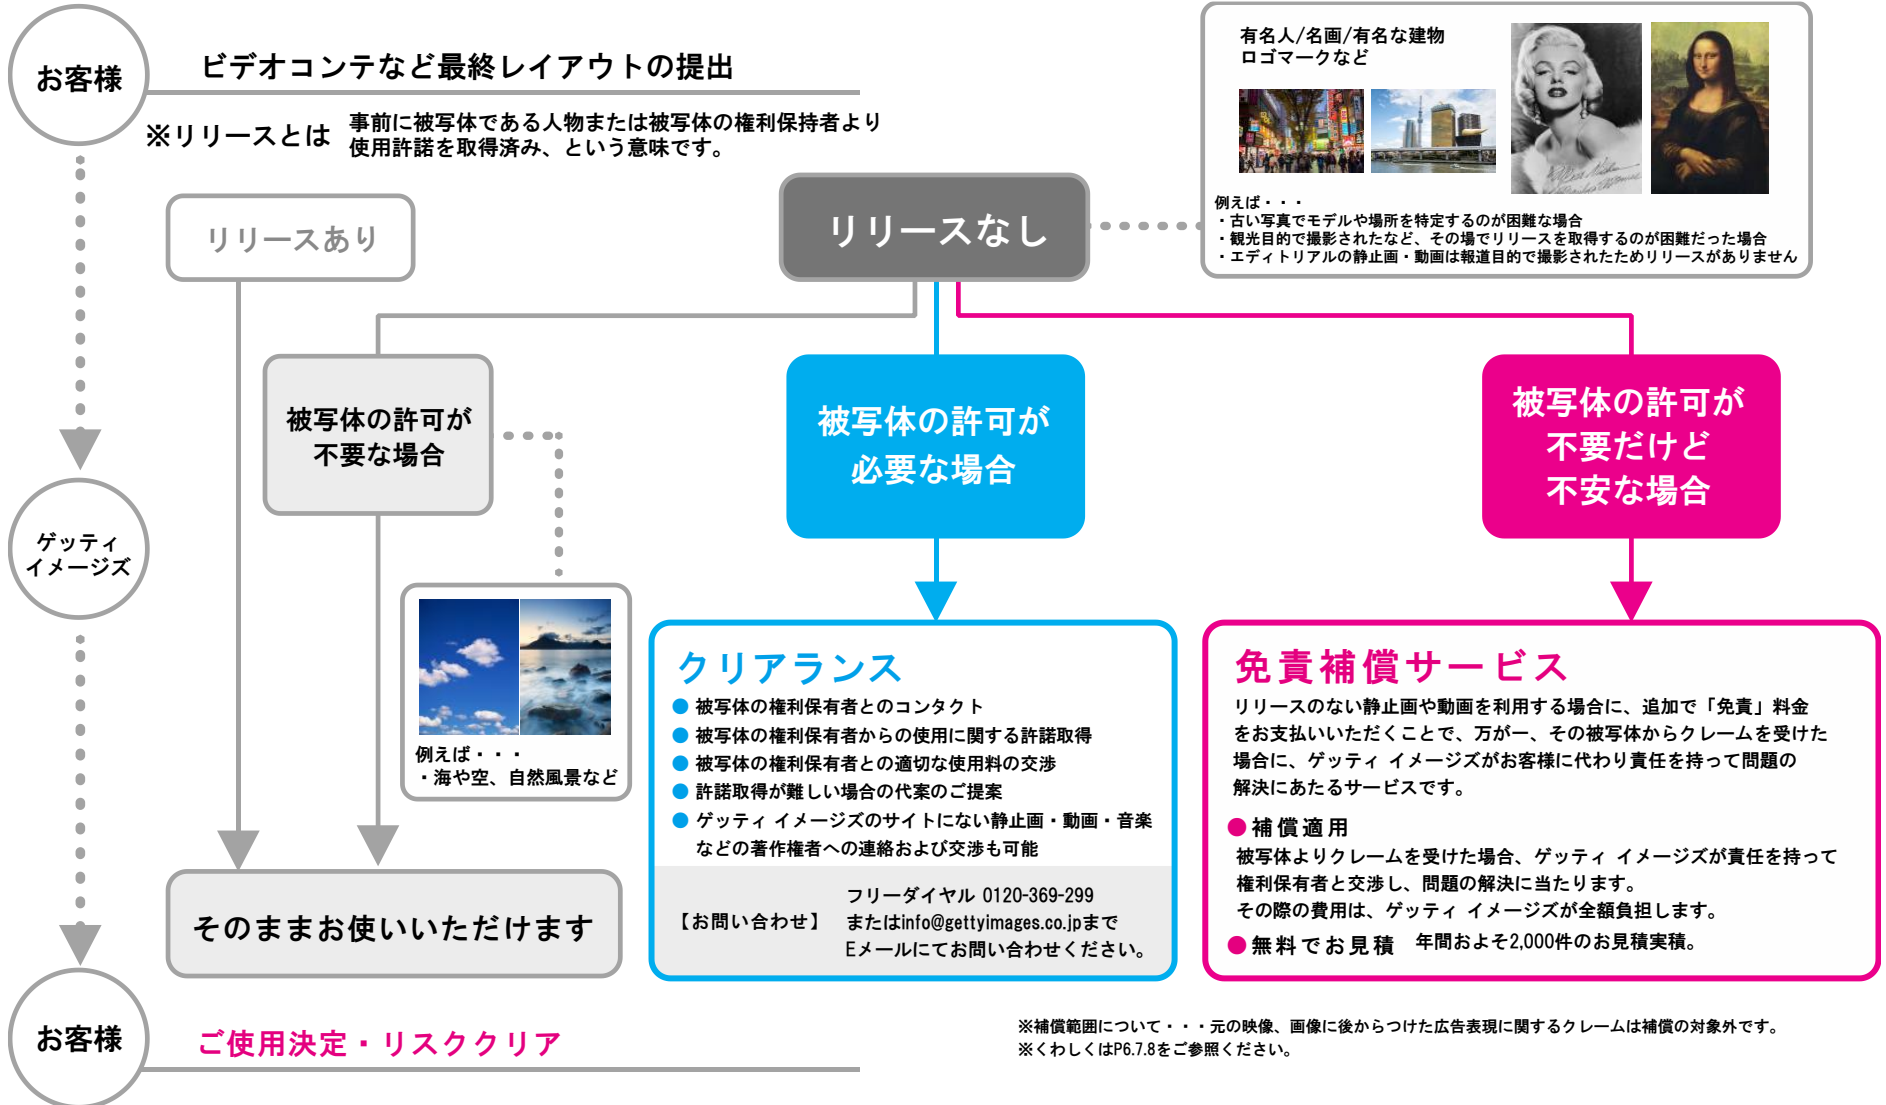 お客様
ビデオコンテなど最終レイアウトの提出
※リリースとは
事前に被写体である人物または被写体の権利保持者より
使用許諾を取得済み、という意味です。
有名人/名画/有名な建物
ロゴマークなど
例えば・・・
・古い写真でモデルや場所を特定するのが困難な場合
・観光目的で撮影されたなど、その場でリリースを取得するのが困難だった場合
・エディトリアルの静止画・動画は報道目的で撮影されたためリリースがありません
リリースあり
リリースなし
被写体の許可が
不要な場合
被写体の許可が
必要な場合
被写体の許可が
不要だけど
不安な場合
ゲッティ
イメージズ
例えば・・・
・海や空、自然風景など
クリアランス
● 被写体の権利保有者とのコンタクト
● 被写体の権利保有者からの使用に関する許諾取得
● 被写体の権利保有者との適切な使用料の交渉
● 許諾取得が難しい場合の代案のご提案
● ゲッティ イメージズのサイトにない静止画・動画・音楽
などの著作権者への連絡および交渉も可能
【お問い合わせ】
フリーダイヤル 0120-369-299
またはinfo@gettyimages.co.jpまで
Eメールにてお問い合わせください。
免責補償サービス
リリースのない静止画や動画を利用する場合に、追加で「免責」料金
をお支払いいただくことで、万が一、その被写体からクレームを受けた
場合に、ゲッティ イメージズがお客様に代わり責任を持って問題の
解決にあたるサービスです。
●補償適用
被写体よりクレームを受けた場合、ゲッティ イメージズが責任を持って
権利保有者と交渉し、問題の解決に当たります。
その際の費用は、ゲッティ イメージズが全額負担します。
●無料でお見積 年間およそ2,000件のお見積実積。
そのままお使いいただけます
お客様
ご使用決定・リスククリア
※補償範囲について・・・元の映像、画像に後からつけた広告表現に関するクレームは補償の対象外です。
※くわしくはP6.7.8をご参照ください。